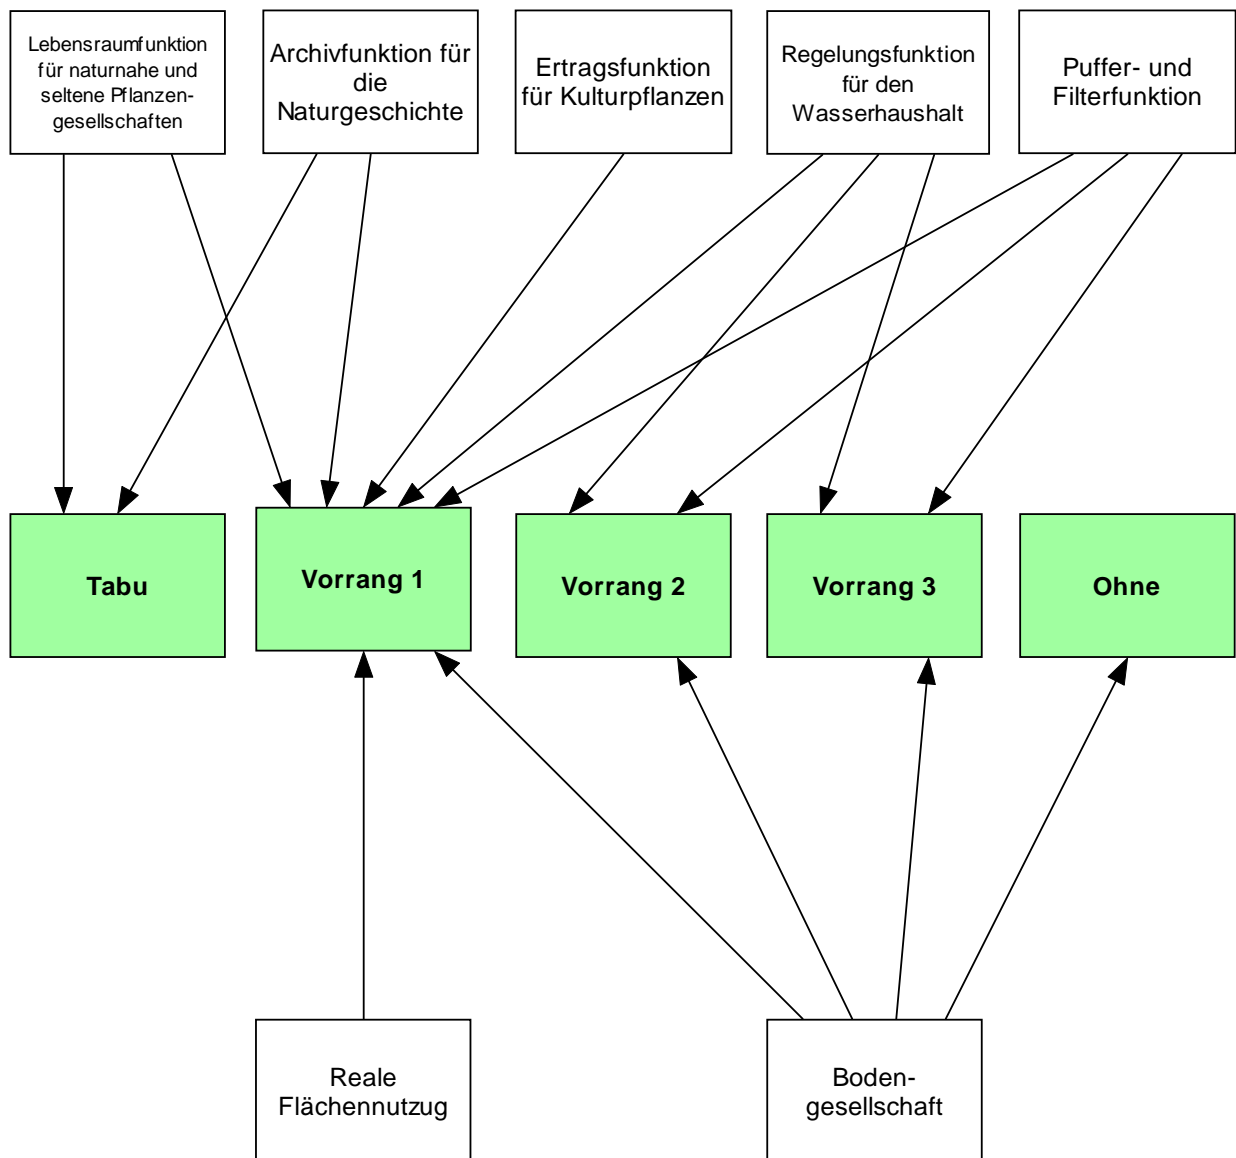 Lebensraumfunktion
für naturnahe und
seltene Pflanzen-
gesellschaften
Archivfunktion für
die
Naturgeschichte
Ertragsfunktion
für Kulturpflanzen
Regelungsfunktion
für den
Wasserhaushalt
Puffer- und
Filterfunktion
Tabu
Vorrang 1
Vorrang 2
Vorrang 3
Ohne
Reale
Flächennutzug
Boden-
gesellschaft